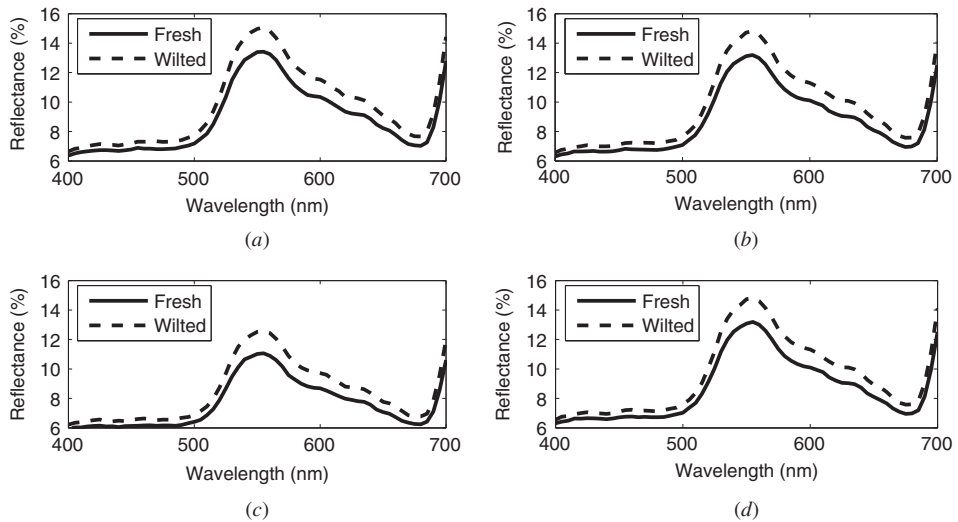 16
14
12
10
8
6
Reflectance (%)
Fresh
Wilted
400
500
600
700
Wavelength (nm)
(a)
16
14
12
10
8
6
Reflectance (%)
Fresh
Wilted
400
500
600
700
Wavelength (nm)
(b)
16
14
12
10
8
6
Reflectance (%)
Fresh
Wilted
400
500
600
700
Wavelength (nm)
(c)
16
14
12
10
8
6
Reflectance (%)
Fresh
Wilted
400
500
600
700
Wavelength (nm)
(d)